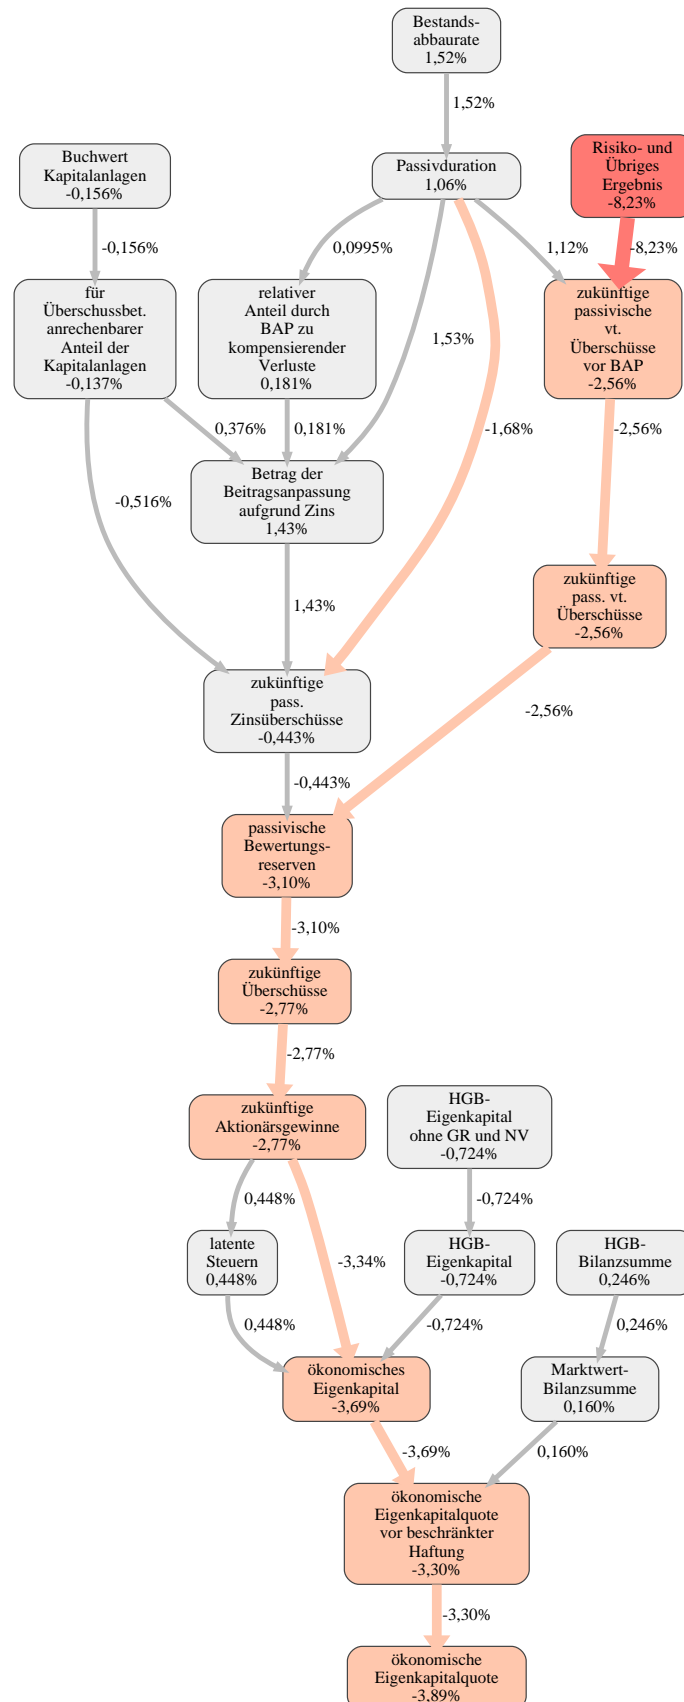 Bestands-
abbaurate
1,52%
1,52%
Buchwert
Kapitalanlagen
-0,156%
Passivduration
1,06%
Risiko- und
Übriges
Ergebnis
-8,23%
-0,156%
0,0995%
1,12%
-8,23%
für
Überschussbet.
anrechenbarer
Anteil der
Kapitalanlagen
-0,137%
relativer
Anteil durch
BAP zu
kompensierender
Verluste
0,181%
1,53%
zukünftige
passivische
vt.
Überschüsse
vor BAP
-2,56%
0,376%
0,181%
-1,68%
-2,56%
-0,516%
Betrag der
Beitragsanpassung
aufgrund Zins
1,43%
1,43%
zukünftige
pass. vt.
Überschüsse
-2,56%
zukünftige
pass.
Zinsüberschüsse
-0,443%
-2,56%
-0,443%
passivische
Bewertungs-
reserven
-3,10%
-3,10%
zukünftige
Überschüsse
-2,77%
-2,77%
zukünftige
Aktionärsgewinne
-2,77%
HGB-
Eigenkapital
ohne GR und NV
-0,724%
0,448%
-0,724%
latente
Steuern
0,448%
-3,34%
HGB-
Eigenkapital
-0,724%
HGB-
Bilanzsumme
0,246%
0,448%
-0,724%
0,246%
ökonomisches
Eigenkapital
-3,69%
Marktwert-
Bilanzsumme
0,160%
-3,69%
0,160%
ökonomische
Eigenkapitalquote
vor beschränkter
Haftung
-3,30%
-3,30%
ökonomische
Eigenkapitalquote
-3,89%